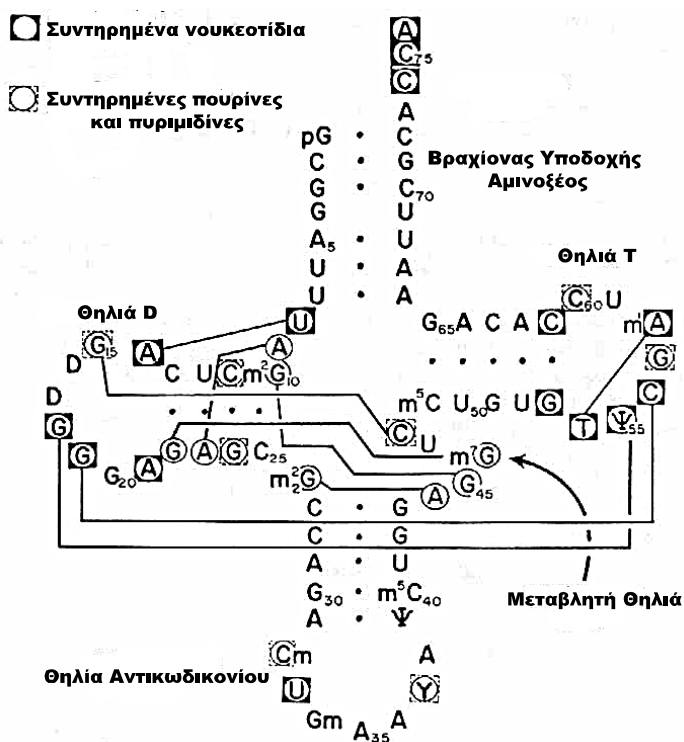 A
Συντηρημένα νουκεοτίδια
C75
C
Συντηρημένες πουρίνες
και πυριμιδίνες
A
pG · C
C · G
Βραχίονας Υποδοχής
Αμινοξέος
G · C70
G · U
A5 · U
U · A
U · A
Θηλιά T
Θηλιά D
C60 U
U
G65 A C A C
m¹A
D G15 A
A
C U C m²G10
G
D
m⁵C U50 G U G
C
G
C U
T Ψ55
G
G20 A G A G C25
m⁷G
m²₂G
A G45
C · G
C · G
A · U
G30 · m⁵C40
Μεταβλητή Θηλιά
A · Ψ
Cm A
Θηλία Αντικωδικονίου
U Y
Gm A35 A